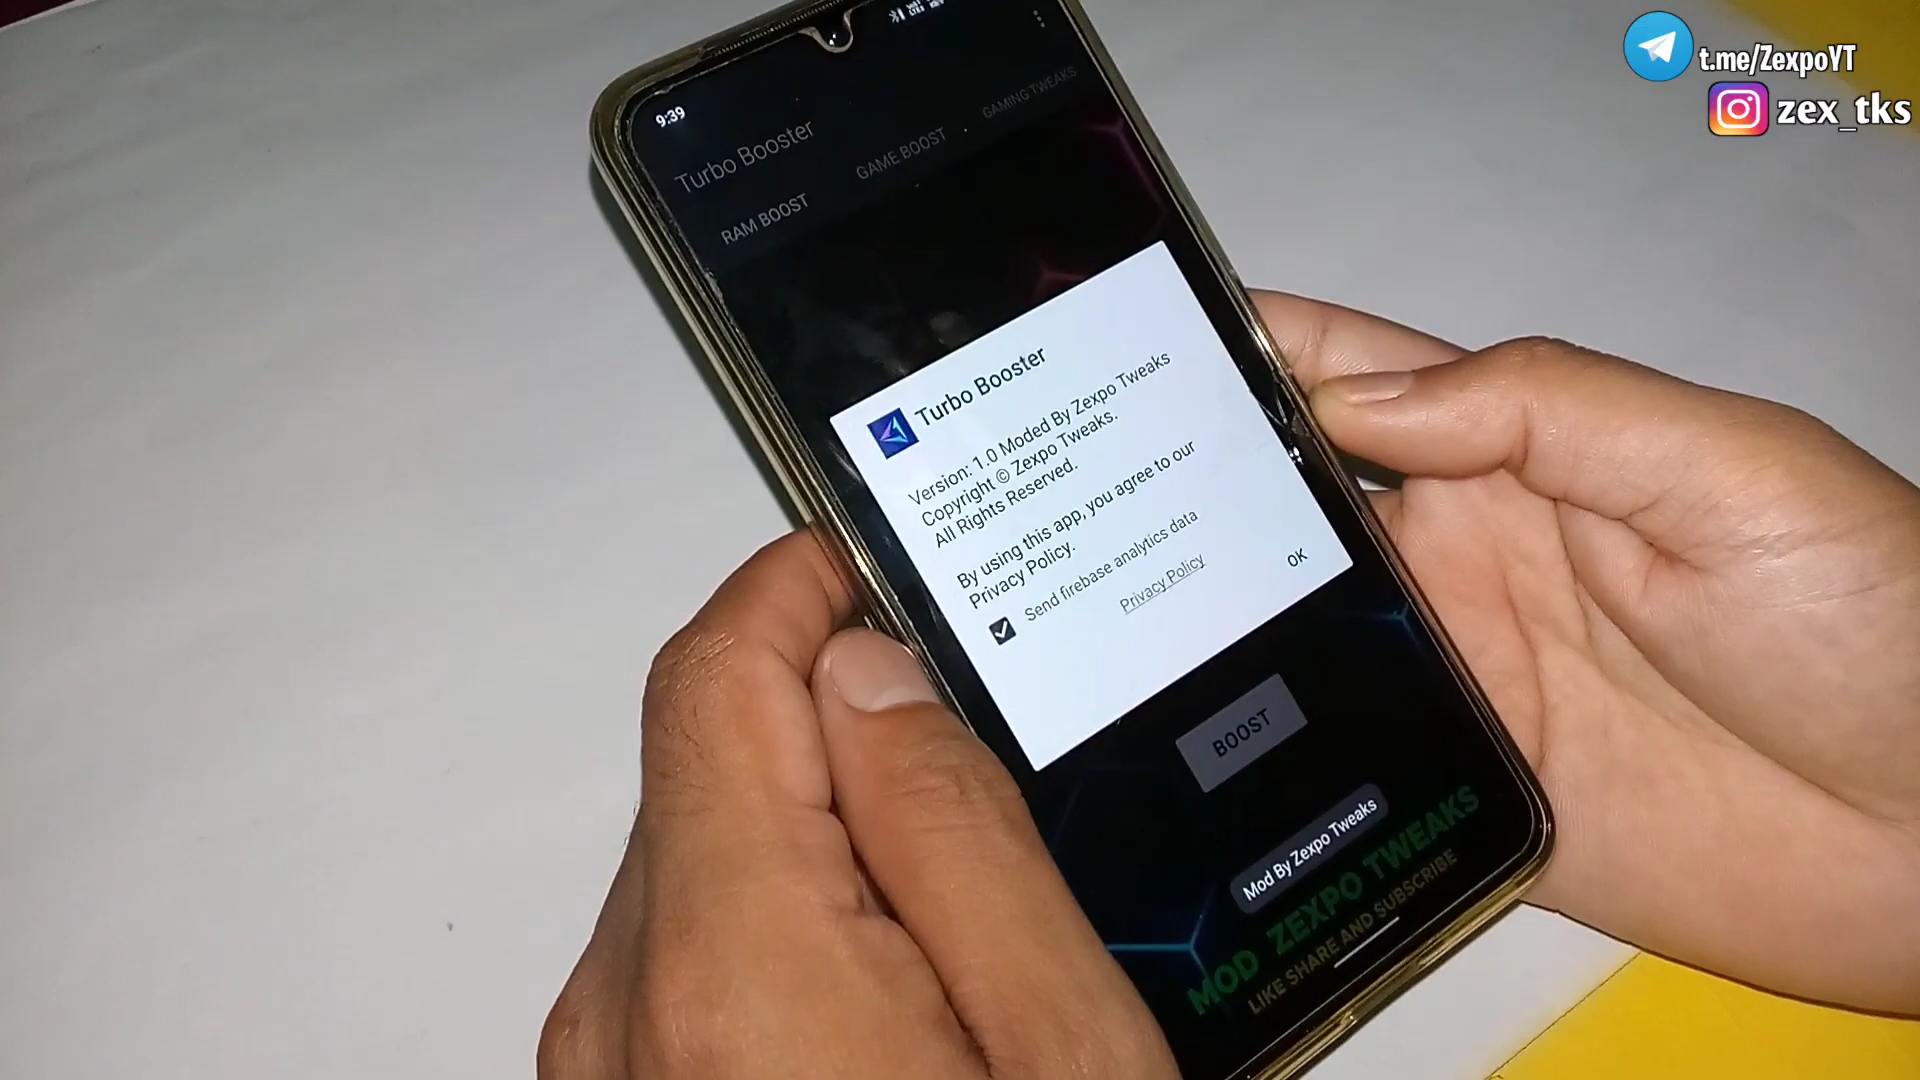 t.me/ZexpoYT
zex_tks
9:39
Turbo Booster
RAM BOOST
GAME BOOST
GAMING TWEAKS
Turbo Booster
Version: 1.0 Moded By Zexpo Tweaks
Copyright © Zexpo Tweaks.
All Rights Reserved.
By using this app, you agree to our
Privacy Policy.
Send firebase analytics data
Privacy Policy
OK
BOOST
Mod By Zexpo Tweaks
MOD ZEXPO TWEAKS
LIKE SHARE AND SUBSCRIBE